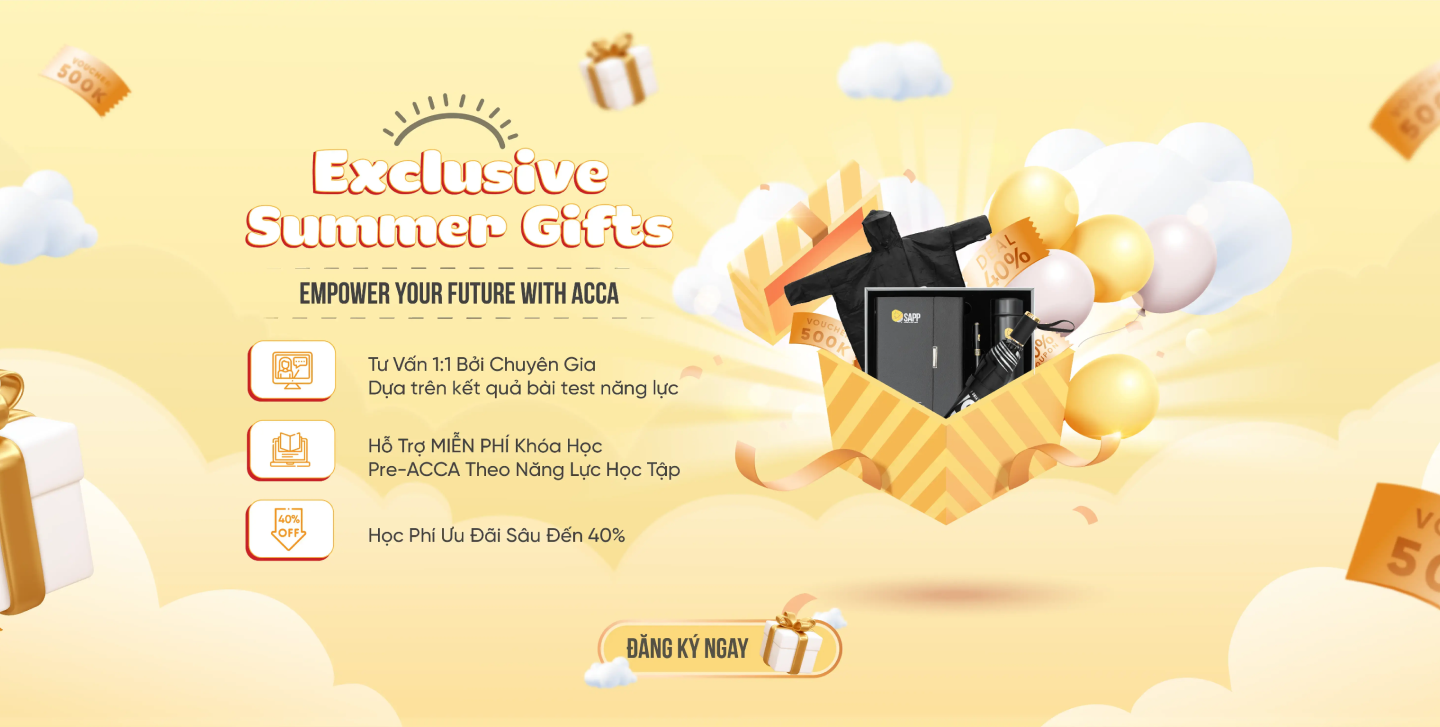 VOUCHER
500K
Exclusive
Summer Gifts
EMPOWER YOUR FUTURE WITH ACCA
Tư Vấn 1:1 Bởi Chuyên Gia
Dựa trên kết quả bài test năng lực
Hỗ Trợ MIỄN PHÍ Khóa Học
Pre-ACCA Theo Năng Lực Học Tập
40%
OFF
Học Phí Ưu Đãi Sâu Đến 40%
40%
SAPP
VOUCHER
500K
ĐĂNG KÝ NGAY